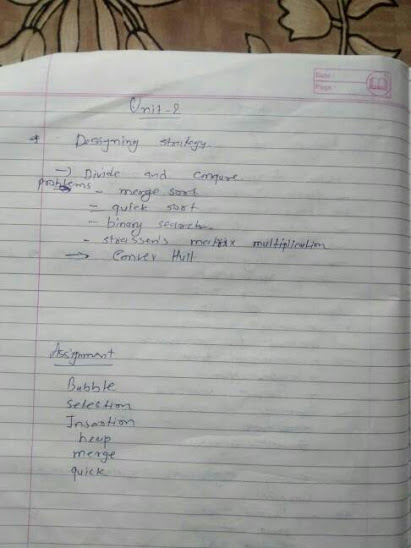 Date :
Page :
Unit-2
* - Designing strategy.
→ Divide and conqure.
problems
- merge sort
- quick sort
- binary search
- strassen's matrix multiplication
→ Convex Hull
Assignment
Bubble
selection
Insertion
heap
merge
quick